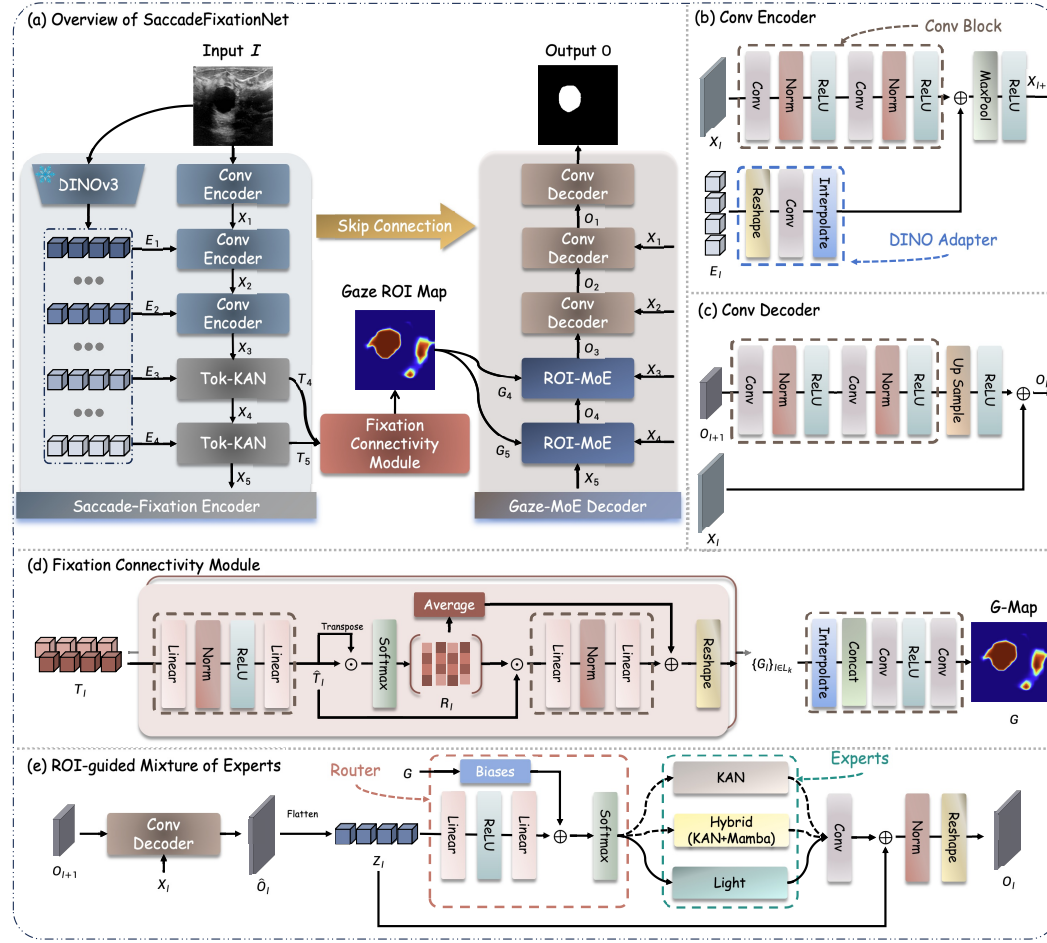 (a) Overview of SaccadeFixationNet
Input I
Output O
DINOv3
Conv Encoder
X1
E1
Conv Encoder
X2
E2
Conv Encoder
X3
E3
Tok-KAN
T4
X4
E4
Tok-KAN
T5
X5
Saccade-Fixation Encoder
Skip Connection
Gaze ROI Map
Fixation Connectivity Module
G4
G5
Conv Decoder
O1
Conv Decoder
X1
O2
Conv Decoder
X2
O3
ROI-MoE
X3
O4
ROI-MoE
X4
X5
Gaze-MoE Decoder
(b) Conv Encoder
Conv Block
Xl
Conv
Norm
ReLU
Conv
Norm
ReLU
MaxPool
ReLU
Xl+
El
Reshape
Conv
Interpolate
DINO Adapter
(c) Conv Decoder
Ol+1
Conv
Norm
ReLU
Conv
Norm
ReLU
Up Sample
ReLU
Ol
Xl
(d) Fixation Connectivity Module
Tl
Linear
Norm
ReLU
Linear
Transpose
T̂l
Softmax
Average
Rl
Linear
Norm
Linear
Reshape
{Gl}l∈Lk
Interpolate
Concat
Conv
ReLU
Conv
G-Map
G
(e) ROI-guided Mixture of Experts
Ol+1
Conv Decoder
Xl
Ôl
Flatten
Zl
Router
G
Biases
Linear
ReLU
Linear
Softmax
Experts
KAN
Hybrid
(KAN+Mamba)
Light
Conv
Norm
Reshape
Ol